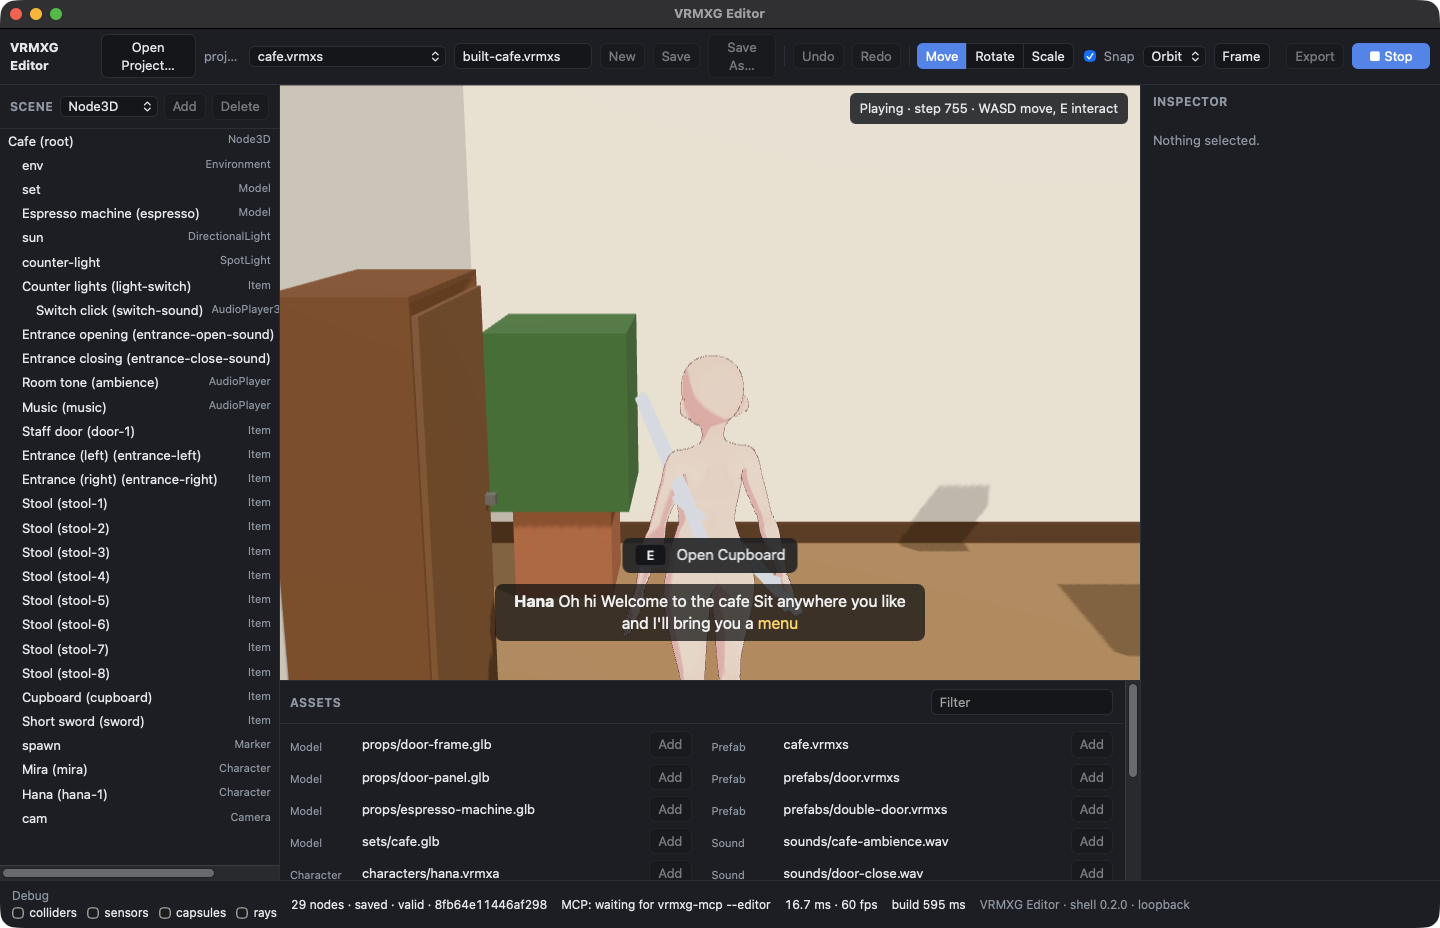 VRMXG Editor
VRMXG Editor
Open Project...
proj...
cafe.vrmxs
built-cafe.vrmxs
New
Save
Save As...
Undo
Redo
Move
Rotate
Scale
Snap
Orbit
Frame
Export
Stop
SCENE
Node3D
Add
Delete
Cafe (root) Node3D
env Environment
set Model
Espresso machine (espresso) Model
sun DirectionalLight
counter-light SpotLight
Counter lights (light-switch) Item
Switch click (switch-sound) AudioPlayer3
Entrance opening (entrance-open-sound)
Entrance closing (entrance-close-sound)
Room tone (ambience) AudioPlayer
Music (music) AudioPlayer
Staff door (door-1) Item
Entrance (left) (entrance-left) Item
Entrance (right) (entrance-right) Item
Stool (stool-1) Item
Stool (stool-2) Item
Stool (stool-3) Item
Stool (stool-4) Item
Stool (stool-5) Item
Stool (stool-6) Item
Stool (stool-7) Item
Stool (stool-8) Item
Cupboard (cupboard) Item
Short sword (sword) Item
spawn Marker
Mira (mira) Character
Hana (hana-1) Character
cam Camera
Playing · step 755 · WASD move, E interact
E Open Cupboard
Hana Oh hi Welcome to the cafe Sit anywhere you like
and I'll bring you a menu
INSPECTOR
Nothing selected.
ASSETS
Filter
Model props/door-frame.glb Add
Prefab cafe.vrmxs Add
Model props/door-panel.glb Add
Prefab prefabs/door.vrmxs Add
Model props/espresso-machine.glb Add
Prefab prefabs/double-door.vrmxs Add
Model sets/cafe.glb Add
Sound sounds/cafe-ambience.wav Add
Character characters/hana.vrmxa Add
Sound sounds/door-close.wav Add
Debug
colliders sensors capsules rays
29 nodes · saved · valid · 8fb64e11446af298
MCP: waiting for vrmxg-mcp --editor
16.7 ms · 60 fps
build 595 ms
VRMXG Editor · shell 0.2.0 · loopback